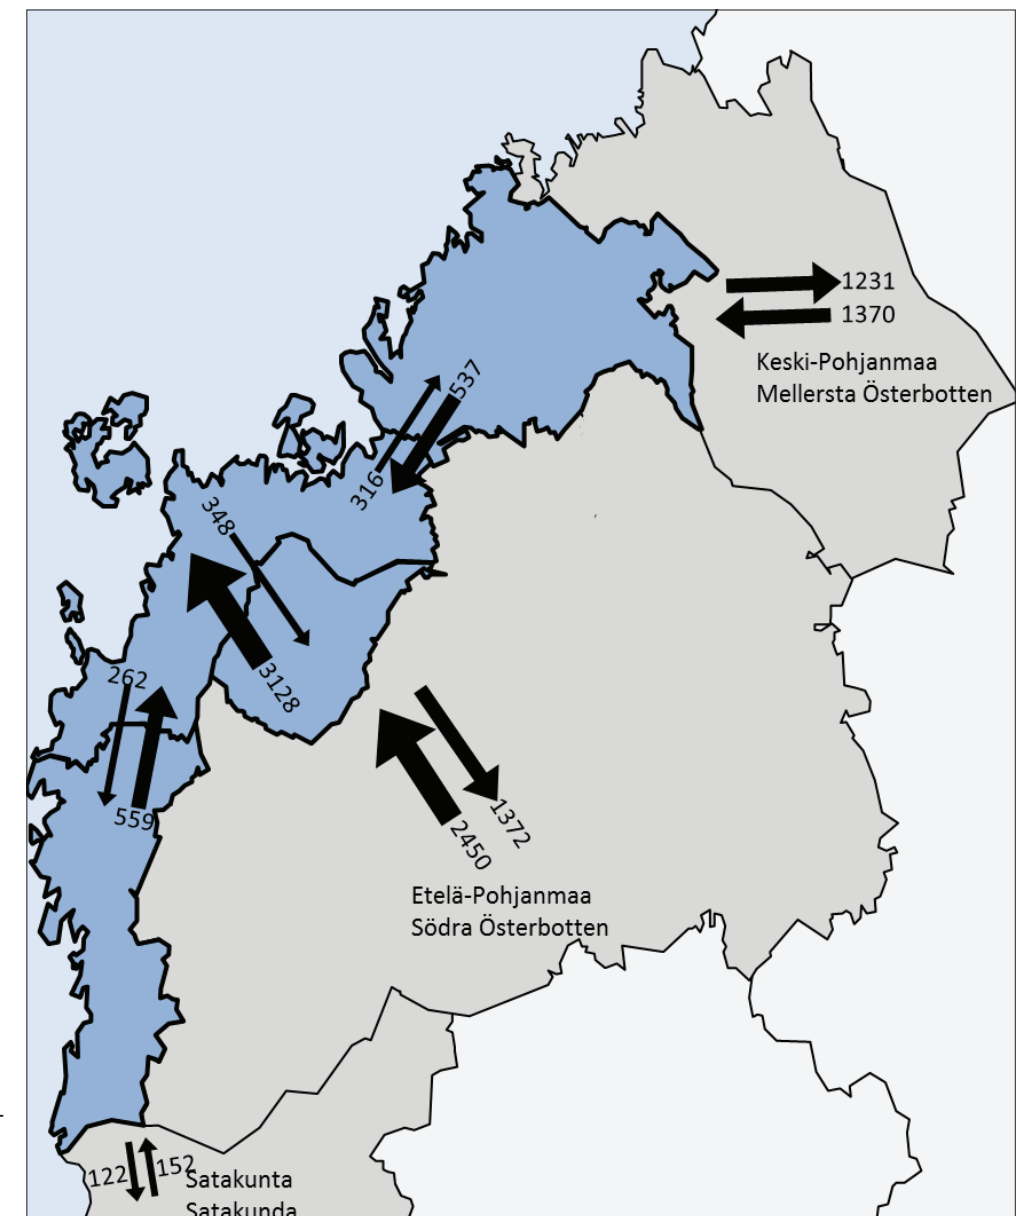 1231
1370
Keski-Pohjanmaa
Mellersta Österbotten
537
316
348
3128
262
559
1372
2450
Etelä-Pohjanmaa
Södra Österbotten
122
152
Satakunta
Satakunda